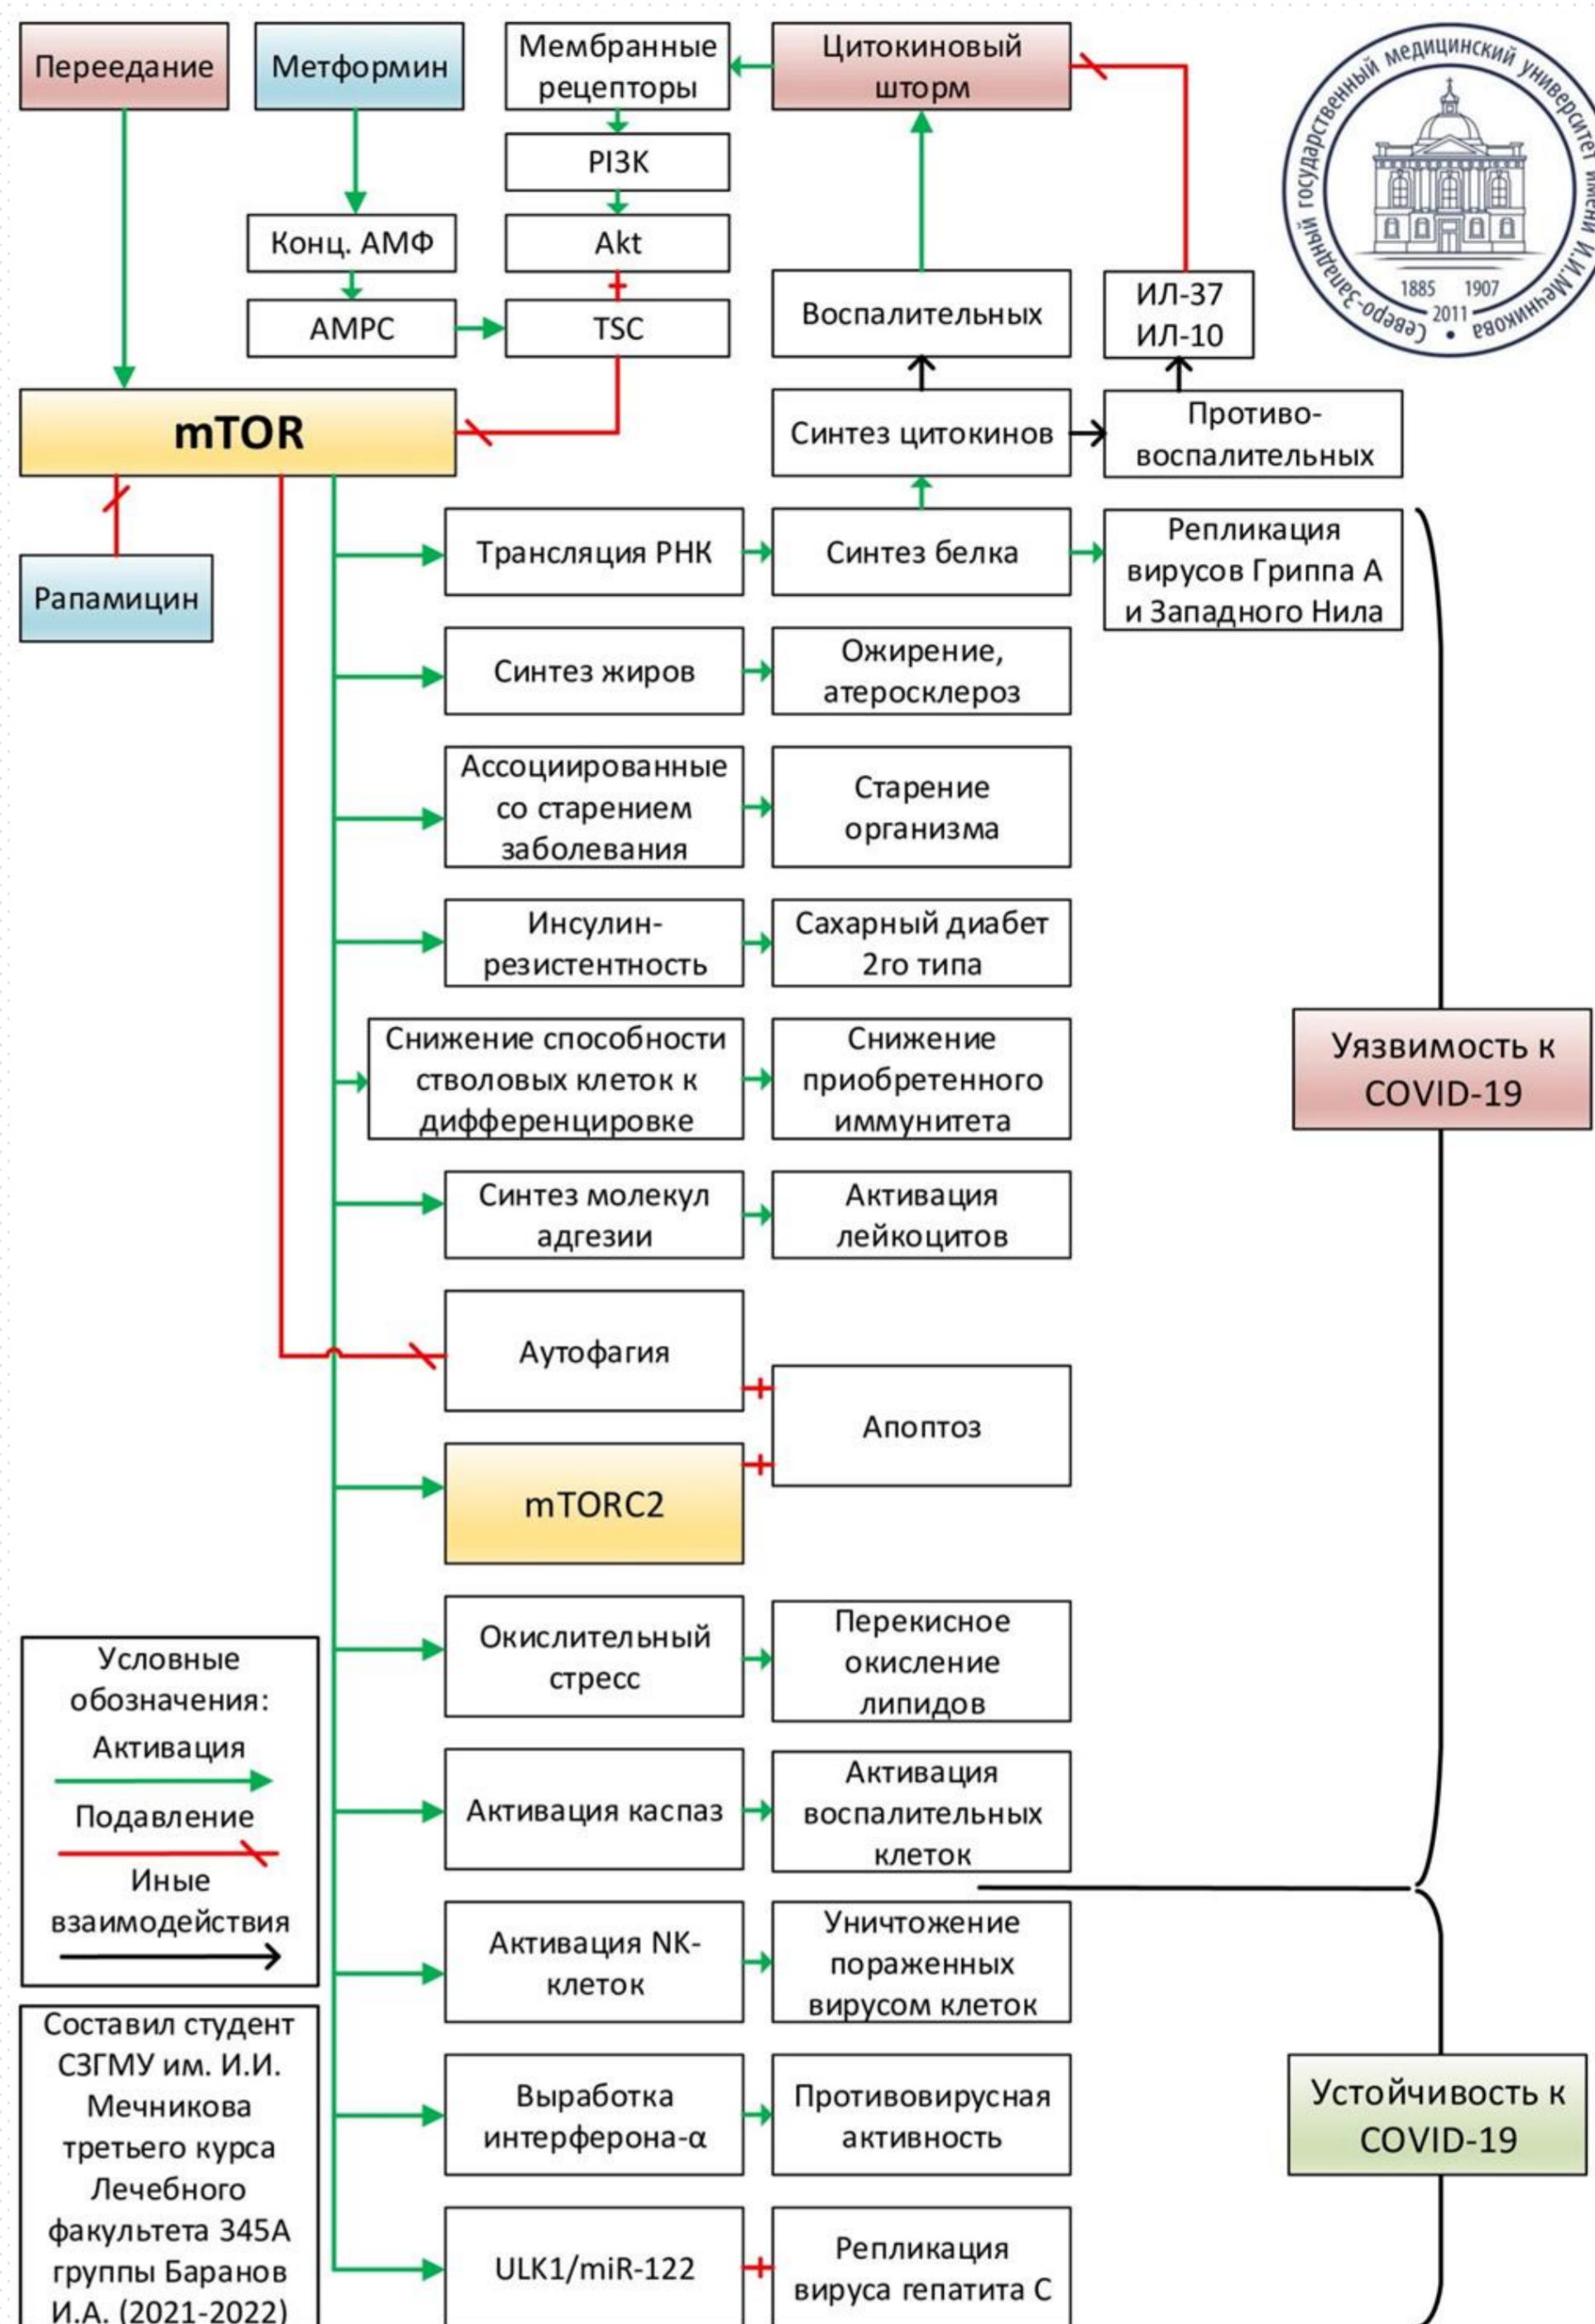 Переедание
Метформин
Мембранные
рецепторы
Цитокиновый
шторм
Северо-Западный государственный медицинский университет имени И.И.Мечникова
1885 1907
2011
PI3K
Конц. АМФ
Akt
АМРС
TSC
Воспалительных
ИЛ-37
ИЛ-10
mTOR
Синтез цитокинов
Противо-
воспалительных
Рапамицин
Трансляция РНК
Синтез белка
Репликация
вирусов Гриппа А
и Западного Нила
Синтез жиров
Ожирение,
атеросклероз
Ассоциированные
со старением
заболевания
Старение
организма
Инсулин-
резистентность
Сахарный диабет
2го типа
Снижение способности
стволовых клеток к
дифференцировке
Снижение
приобретенного
иммунитета
Уязвимость к
COVID-19
Синтез молекул
адгезии
Активация
лейкоцитов
Аутофагия
Апоптоз
mTORC2
Окислительный
стресс
Перекисное
окисление
липидов
Активация каспаз
Активация
воспалительных
клеток
Активация NK-
клеток
Уничтожение
пораженных
вирусом клеток
Выработка
интерферона-α
Противовирусная
активность
Устойчивость к
COVID-19
ULK1/miR-122
Репликация
вируса гепатита С
Условные
обозначения:
Активация
Подавление
Иные
взаимодействия
Составил студент
СЗГМУ им. И.И.
Мечникова
третьего курса
Лечебного
факультета 345А
группы Баранов
И.А. (2021-2022)